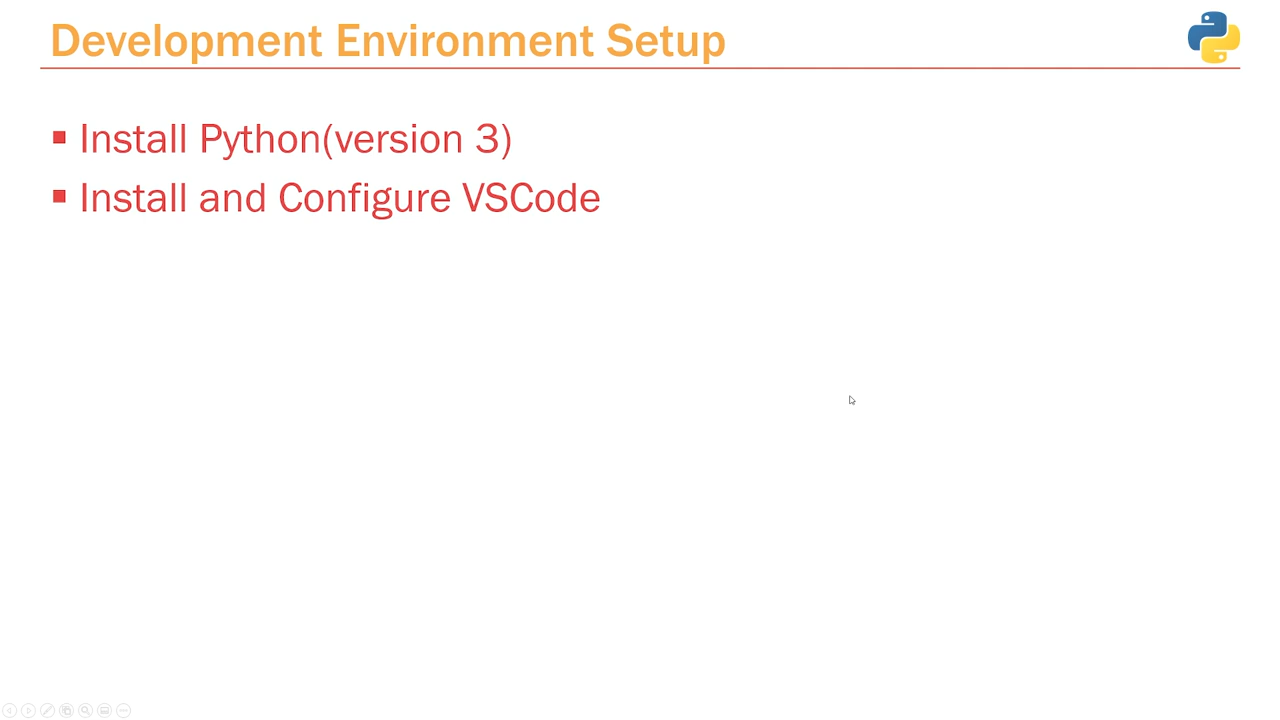 Development Environment Setup
Install Python(version 3)
Install and Configure VSCode